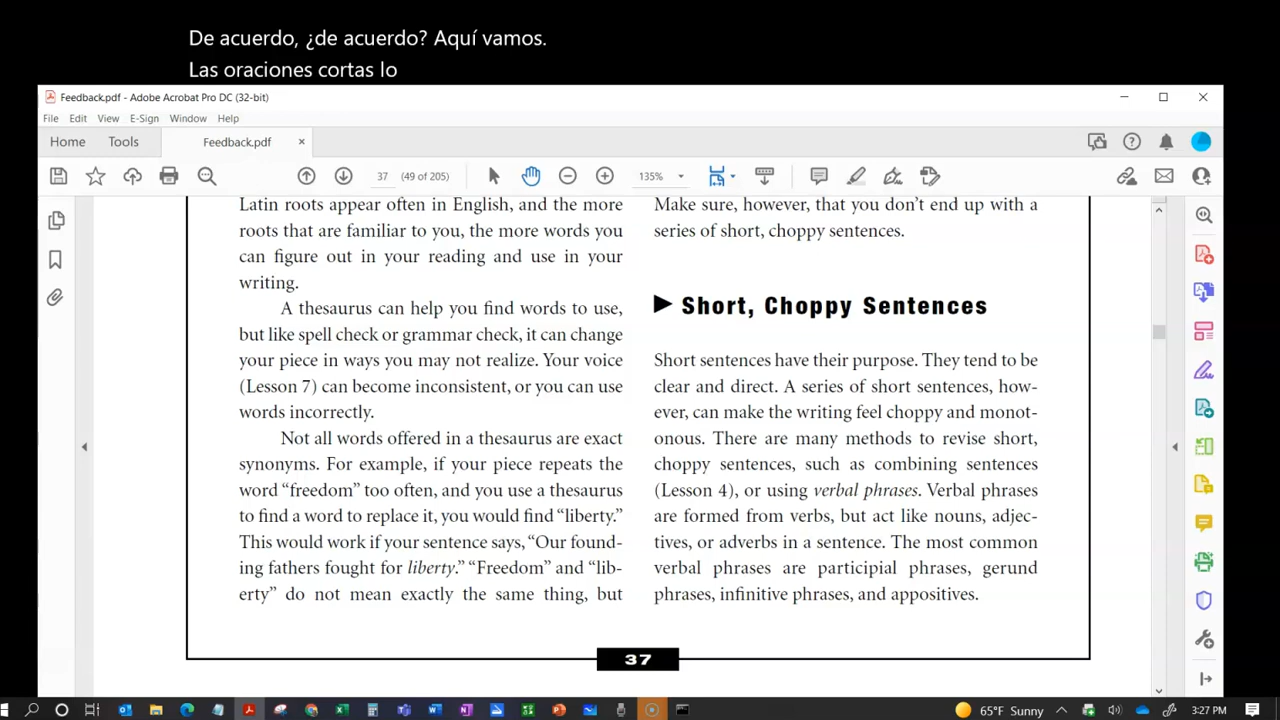 De acuerdo, ¿de acuerdo? Aquí vamos.
Las oraciones cortas lo
Feedback.pdf - Adobe Acrobat Pro DC (32-bit)
File Edit View E-Sign Window Help
Home Tools Feedback.pdf ×
37 (49 of 205) 135%
Latin roots appear often in English, and the more
roots that are familiar to you, the more words you
can figure out in your reading and use in your
writing.
A thesaurus can help you find words to use,
but like spell check or grammar check, it can change
your piece in ways you may not realize. Your voice
(Lesson 7) can become inconsistent, or you can use
words incorrectly.
Not all words offered in a thesaurus are exact
synonyms. For example, if your piece repeats the
word “freedom” too often, and you use a thesaurus
to find a word to replace it, you would find “liberty.”
This would work if your sentence says, “Our found-
ing fathers fought for liberty.” “Freedom” and “lib-
erty” do not mean exactly the same thing, but
Make sure, however, that you don’t end up with a
series of short, choppy sentences.
Short, Choppy Sentences
Short sentences have their purpose. They tend to be
clear and direct. A series of short sentences, how-
ever, can make the writing feel choppy and monot-
onous. There are many methods to revise short,
choppy sentences, such as combining sentences
(Lesson 4), or using verbal phrases. Verbal phrases
are formed from verbs, but act like nouns, adjec-
tives, or adverbs in a sentence. The most common
verbal phrases are participial phrases, gerund
phrases, infinitive phrases, and appositives.
37
65°F Sunny 3:27 PM